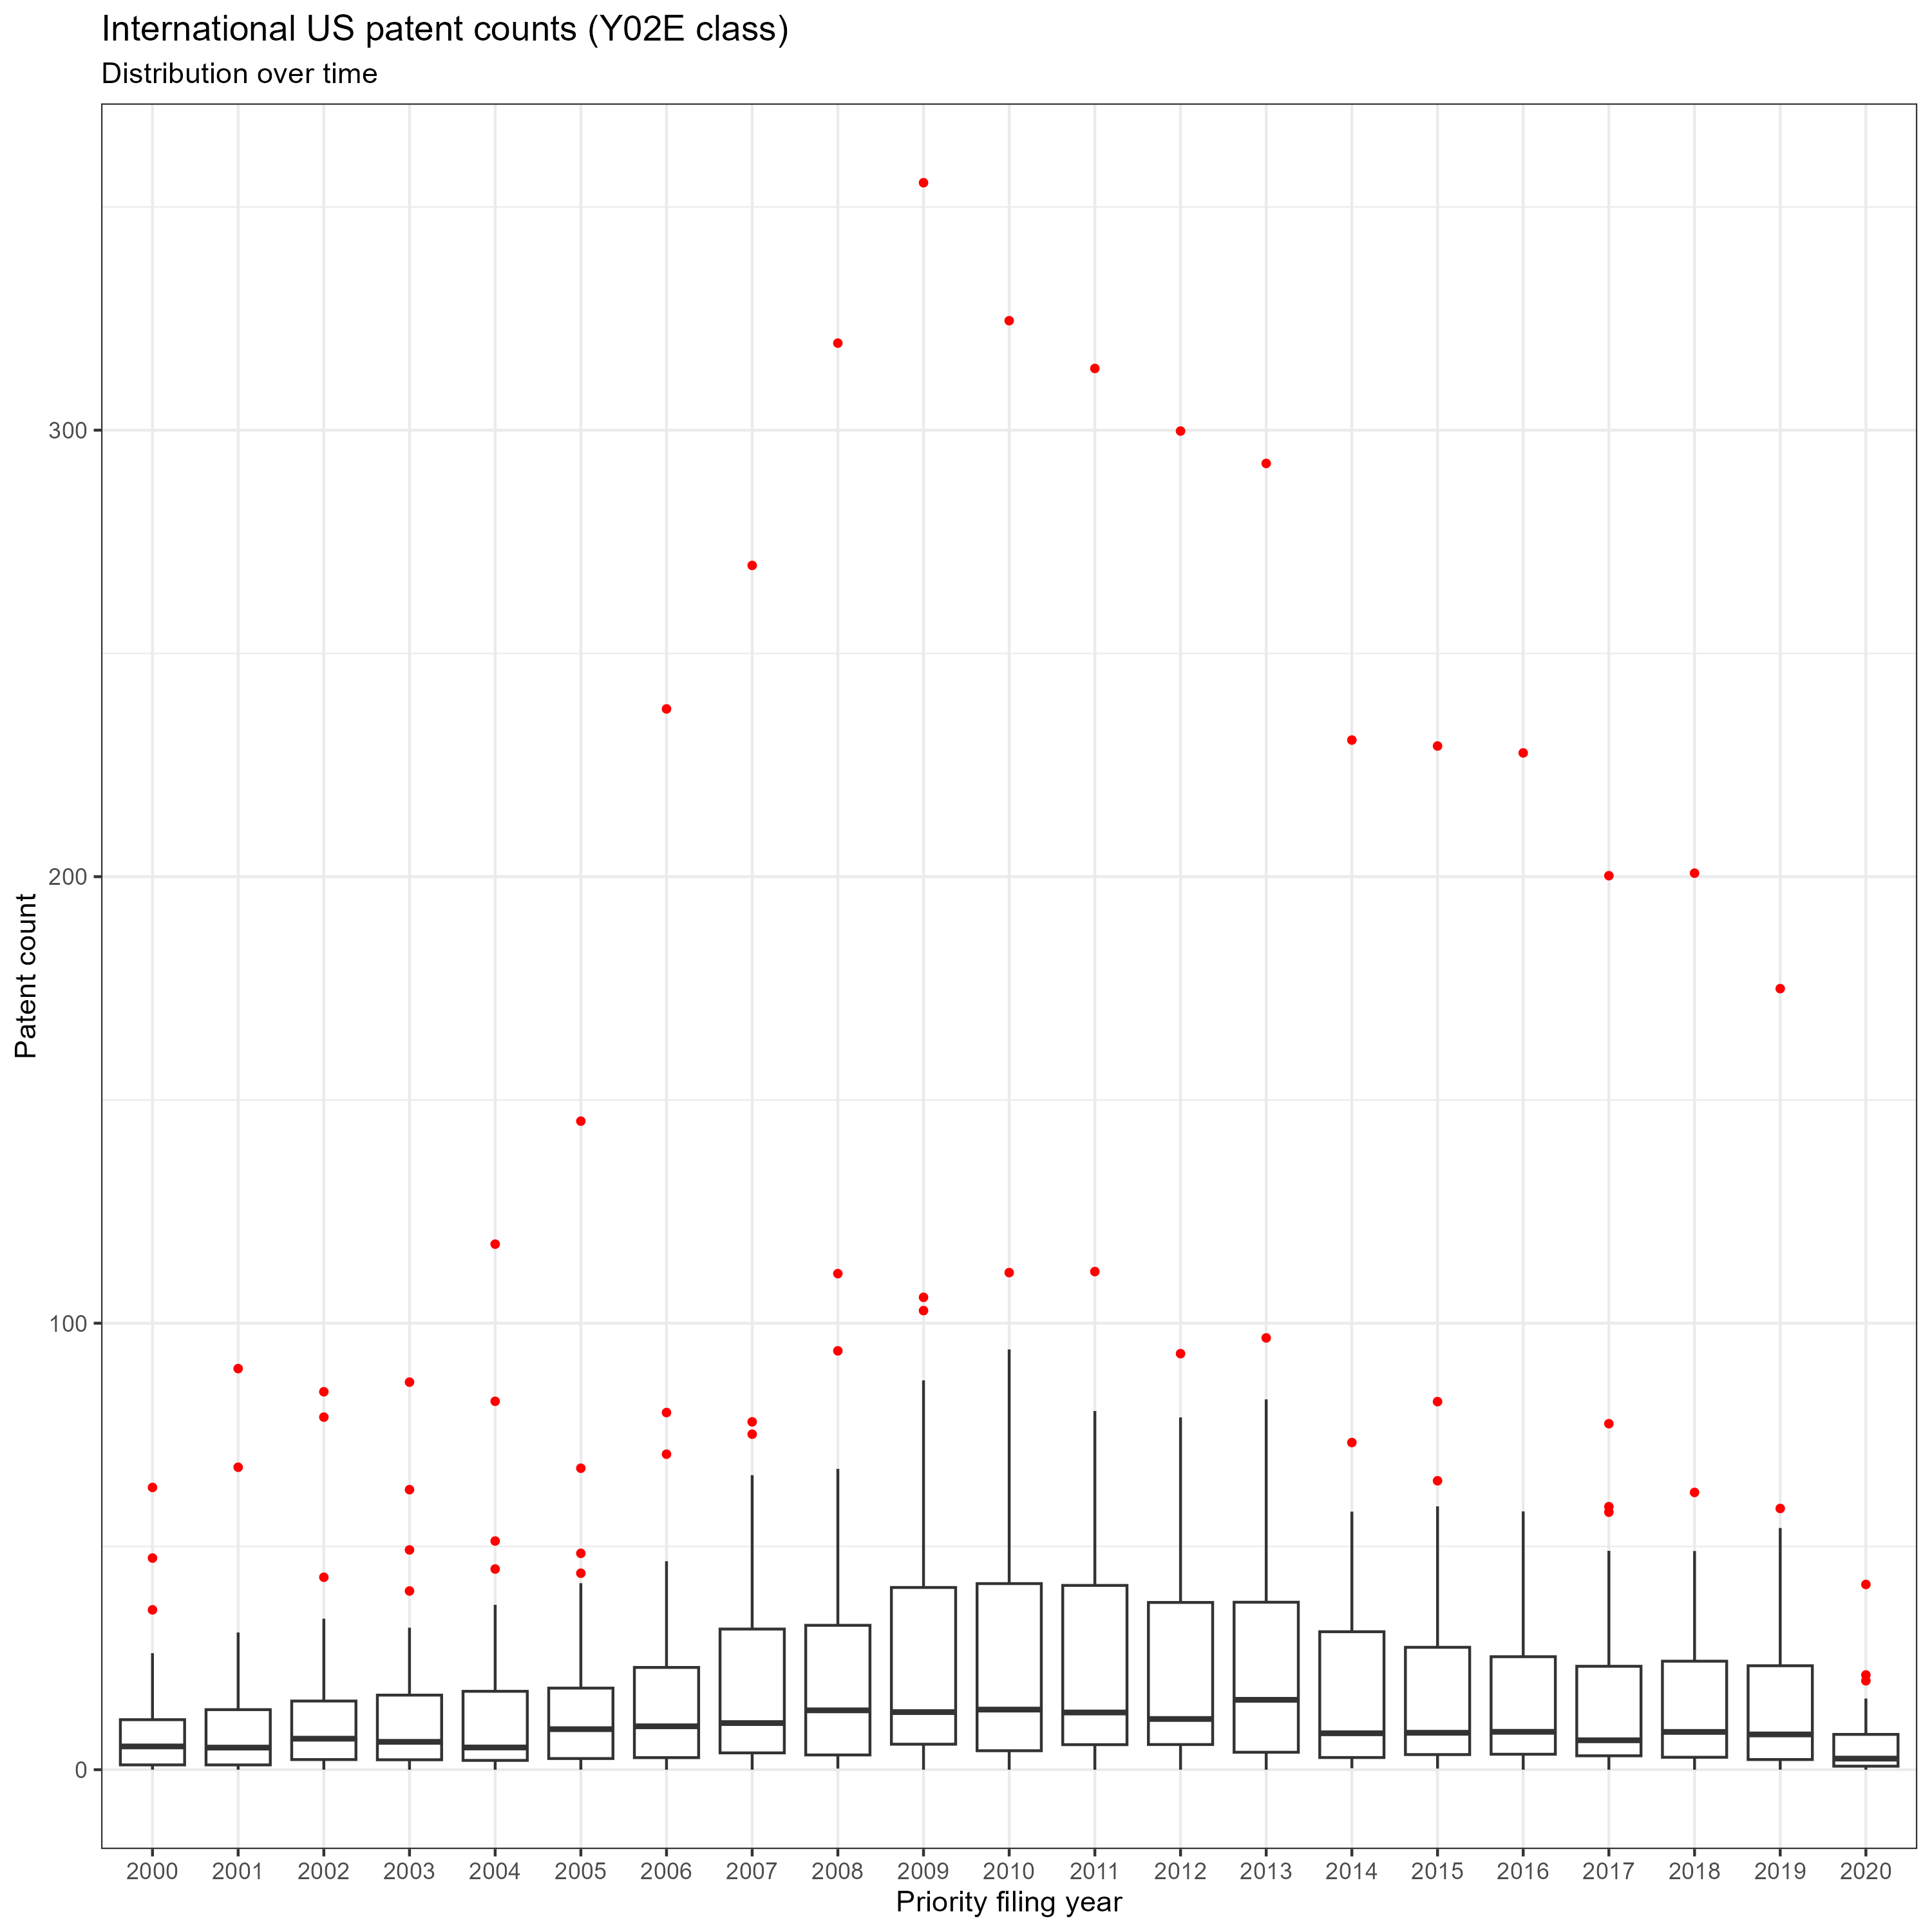 International US patent counts (Y02E class)
Distribution over time
Patent count
300
200
100
0
2000 2001 2002 2003 2004 2005 2006 2007 2008 2009 2010 2011 2012 2013 2014 2015 2016 2017 2018 2019 2020
Priority filing year